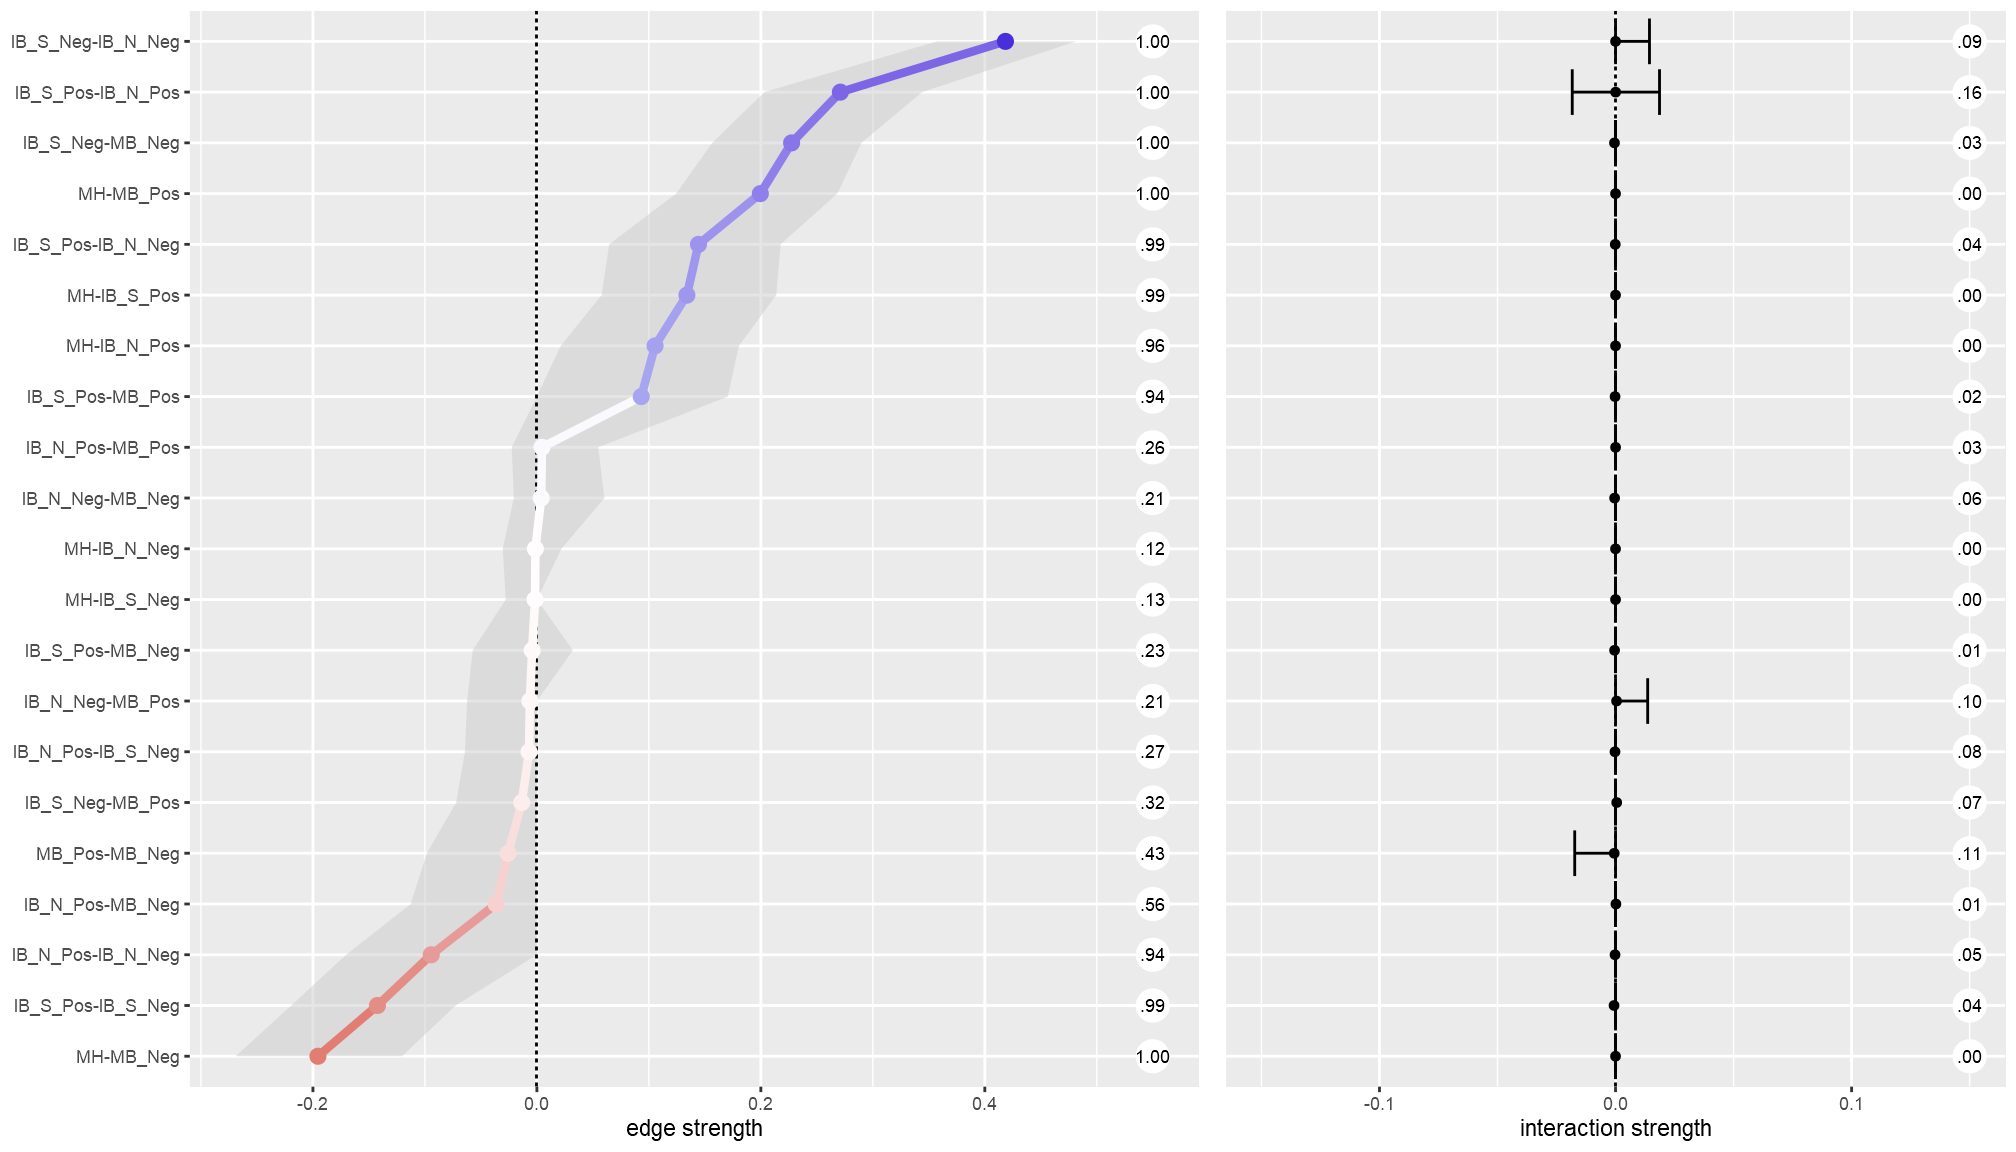 IB_S_Neg-IB_N_Neg 1.00 .09
IB_S_Pos-IB_N_Pos 1.00 .16
IB_S_Neg-MB_Neg 1.00 .03
MH-MB_Pos 1.00 .00
IB_S_Pos-IB_N_Neg .99 .04
MH-IB_S_Pos .99 .00
MH-IB_N_Pos .96 .00
IB_S_Pos-MB_Pos .94 .02
IB_N_Pos-MB_Pos .26 .03
IB_N_Neg-MB_Neg .21 .06
MH-IB_N_Neg .12 .00
MH-IB_S_Neg .13 .00
IB_S_Pos-MB_Neg .23 .01
IB_N_Neg-MB_Pos .21 .10
IB_N_Pos-IB_S_Neg .27 .08
IB_S_Neg-MB_Pos .32 .07
MB_Pos-MB_Neg .43 .11
IB_N_Pos-MB_Neg .56 .01
IB_N_Pos-IB_N_Neg .94 .05
IB_S_Pos-IB_S_Neg .99 .04
MH-MB_Neg 1.00 .00
-0.2 0.0 0.2 0.4 -0.1 0.0 0.1
edge strength interaction strength